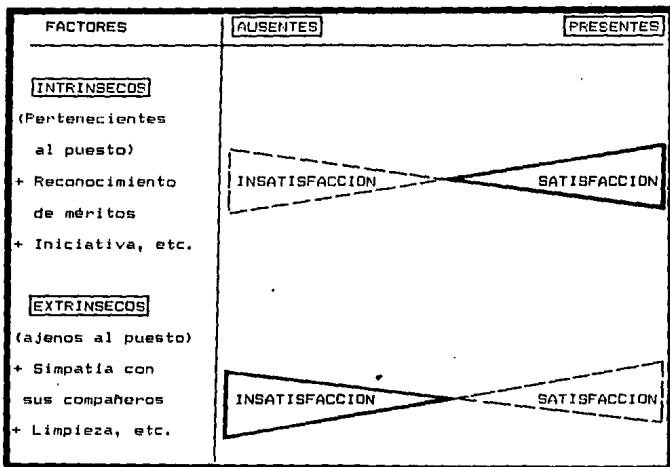 FACTORES AUSENTES PRESENTES
INTRINSECOS
(Pertenecientes
al puesto)
+ Reconocimiento
de méritos
+ Iniciativa, etc.
INSATISFACCION SATISFACCION
EXTRINSECOS
(ajenos al puesto)
+ Simpatía con
sus compañeros
+ Limpieza, etc.
INSATISFACCION SATISFACCION